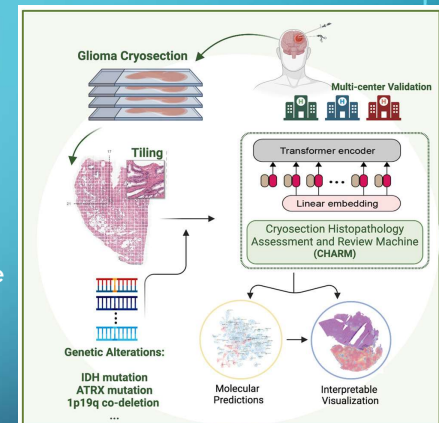 Glioma Cryosection
Multi-center Validation
H
H
H
Tiling
Transformer encoder
Linear embedding
Cryosection Histopathology
Assessment and Review Machine
(CHARM)
e
Genetic Alterations:
IDH mutation
ATRX mutation
1p19q co-deletion
...
Molecular
Predictions
Interpretable
Visualization